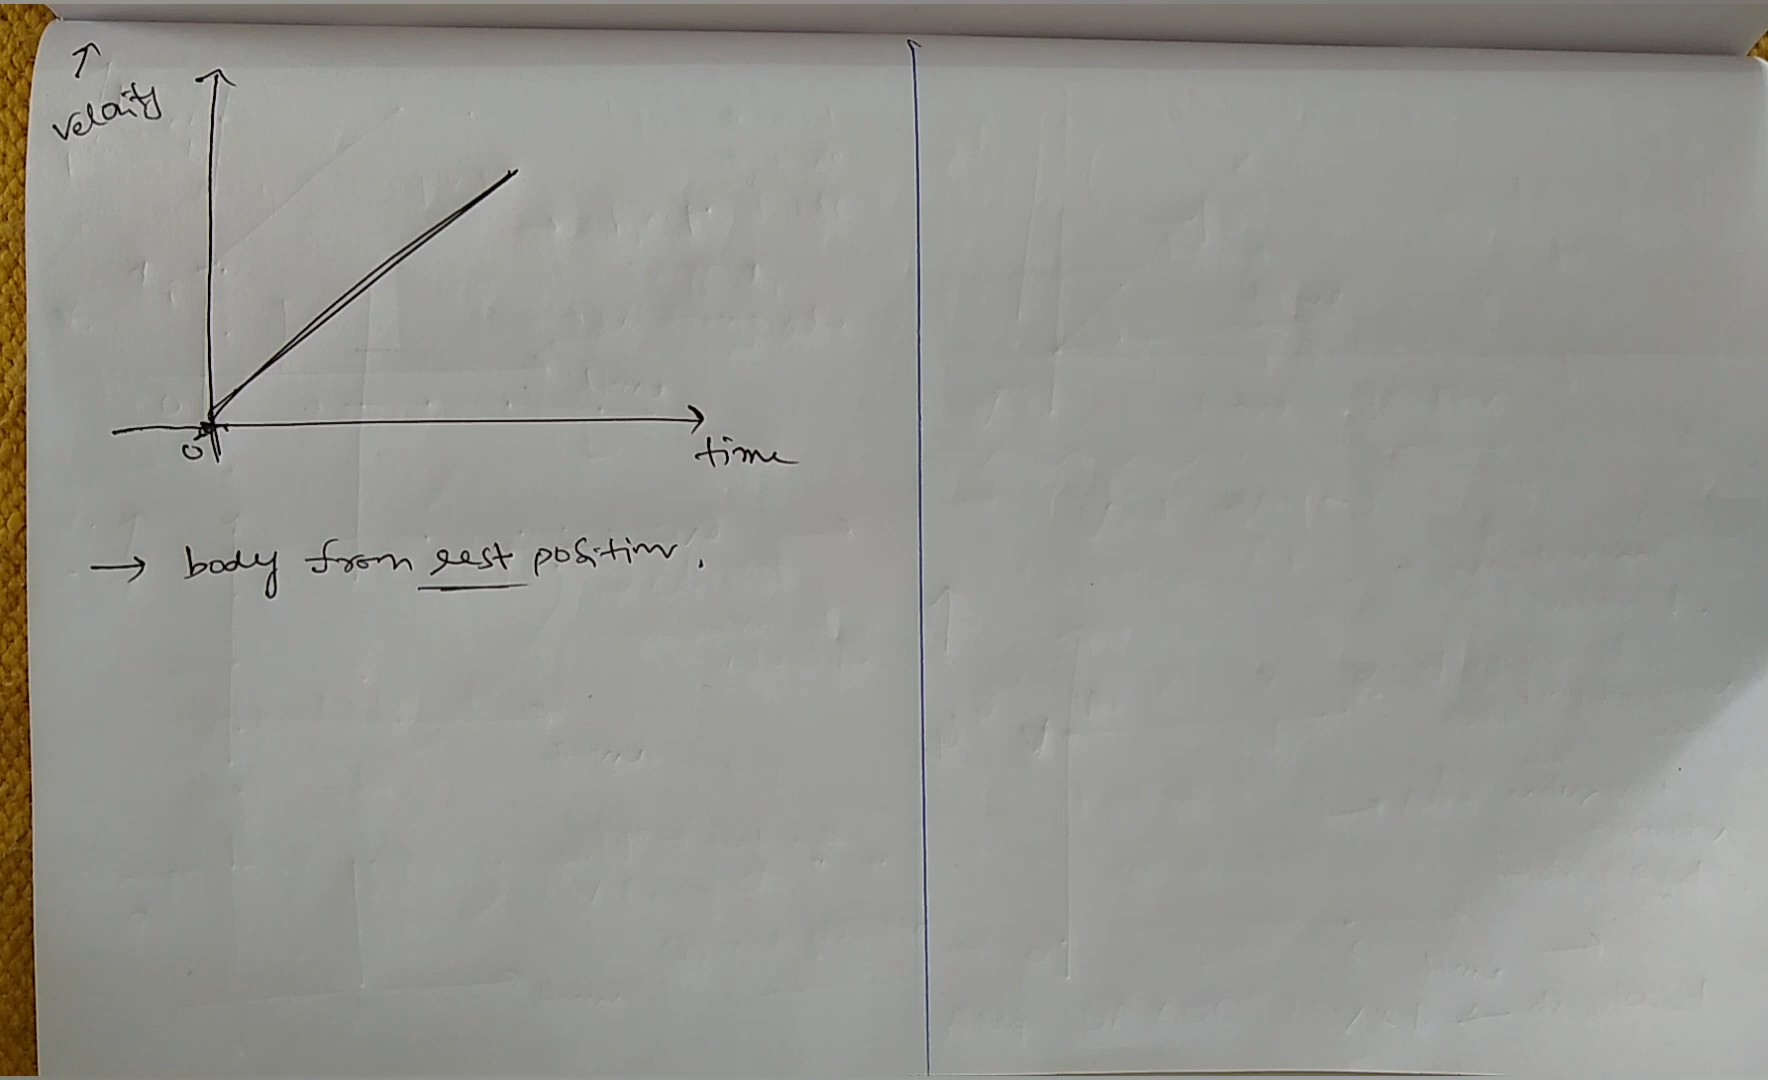 velocity
0
time
→ body from rest position.